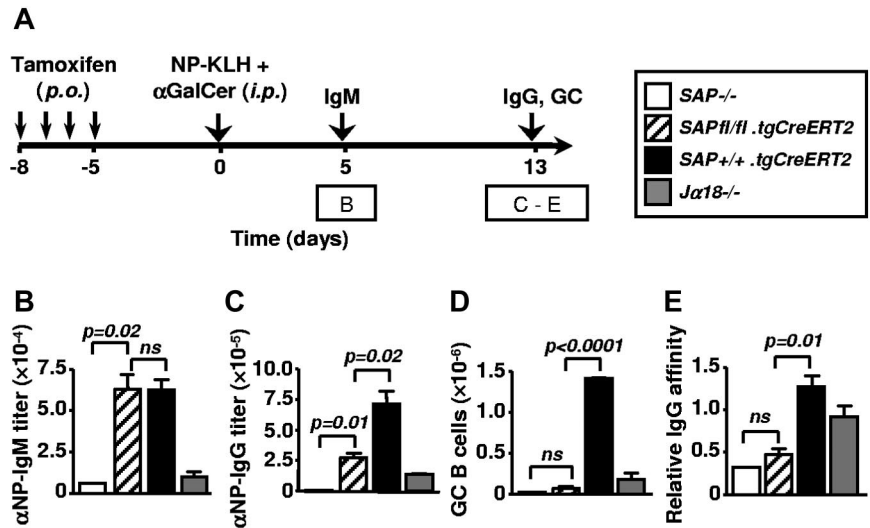 A
Tamoxifen
(p.o.)
NP-KLH +
αGalCer (i.p.)
IgM
IgG, GC
-8
-5
0
5
13
B
C - E
Time (days)
SAP-/-
SAPfl/fl .tgCreERT2
SAP+/+ .tgCreERT2
Jα18-/-
B
αNP-IgM titer (×10-4)
7.5
5.0
2.5
0
p=0.02
ns
C
αNP-IgG titer (×10-5)
10.0
7.5
5.0
2.5
0
p=0.01
p=0.02
D
GC B cells (×10-6)
1.5
1.0
0.5
0
ns
p<0.0001
E
Relative IgG affinity
1.5
1.0
0.5
0
ns
p=0.01